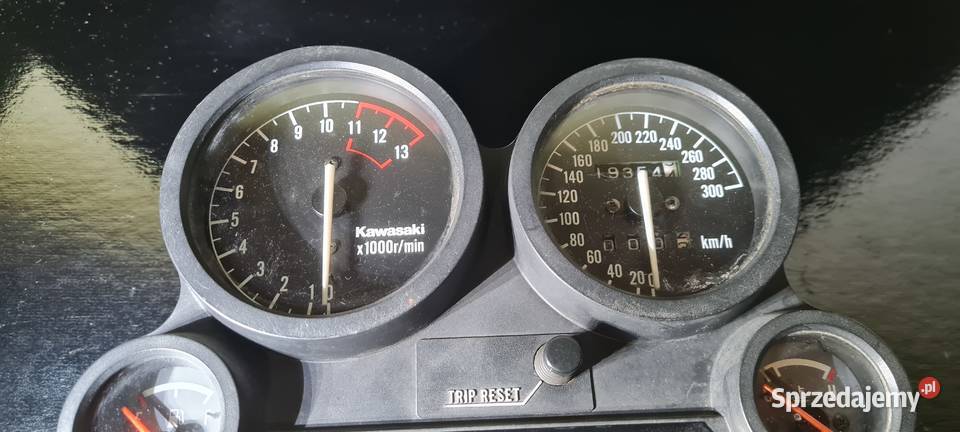 0 1 2 3 4 5 6 7 8 9 10 11 12 13
Kawasaki
x1000r/min
0 20 40 60 80 100 120 140 160 180 200 220 240 260 280 300
km/h
TRIP RESET
Sprzedajemy.pl